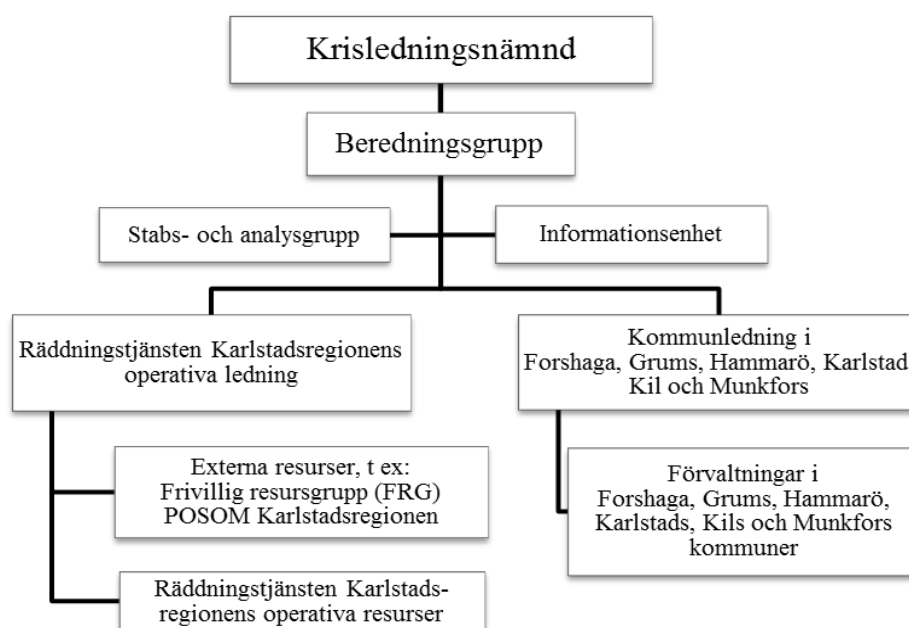 Krisledningsnämnd
Beredningsgrupp
Stabs- och analysgrupp
Informationsenhet
Räddningstjänsten Karlstadsregionens
operativa ledning
Kommunledning i
Forshaga, Grums, Hammarö, Karlstad
Kil och Munkfors
Externa resurser, t ex:
Frivillig resursgrupp (FRG)
POSOM Karlstadsregionen
Förvaltningar i
Forshaga, Grums, Hammarö,
Karlstads, Kils och Munkfors
kommuner
Räddningstjänsten Karlstads-
regionens operativa resurser